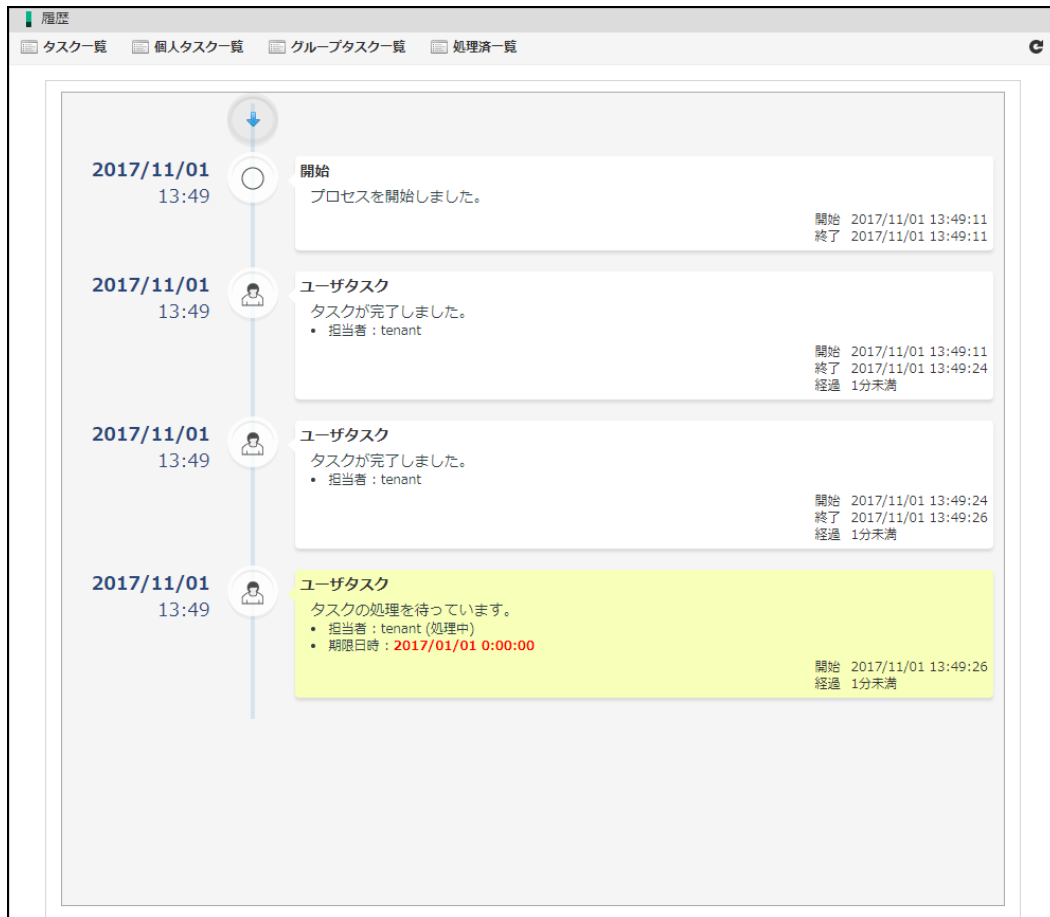 履歴
タスク一覧 個人タスク一覧 グループタスク一覧 処理済一覧
2017/11/01
13:49
開始
プロセスを開始しました。
開始 2017/11/01 13:49:11
終了 2017/11/01 13:49:11
2017/11/01
13:49
ユーザタスク
タスクが完了しました。
• 担当者：tenant
開始 2017/11/01 13:49:11
終了 2017/11/01 13:49:24
経過 1分未満
2017/11/01
13:49
ユーザタスク
タスクが完了しました。
• 担当者：tenant
開始 2017/11/01 13:49:24
終了 2017/11/01 13:49:26
経過 1分未満
2017/11/01
13:49
ユーザタスク
タスクの処理を待っています。
• 担当者：tenant (処理中)
• 期限日時：2017/01/01 0:00:00
開始 2017/11/01 13:49:26
経過 1分未満